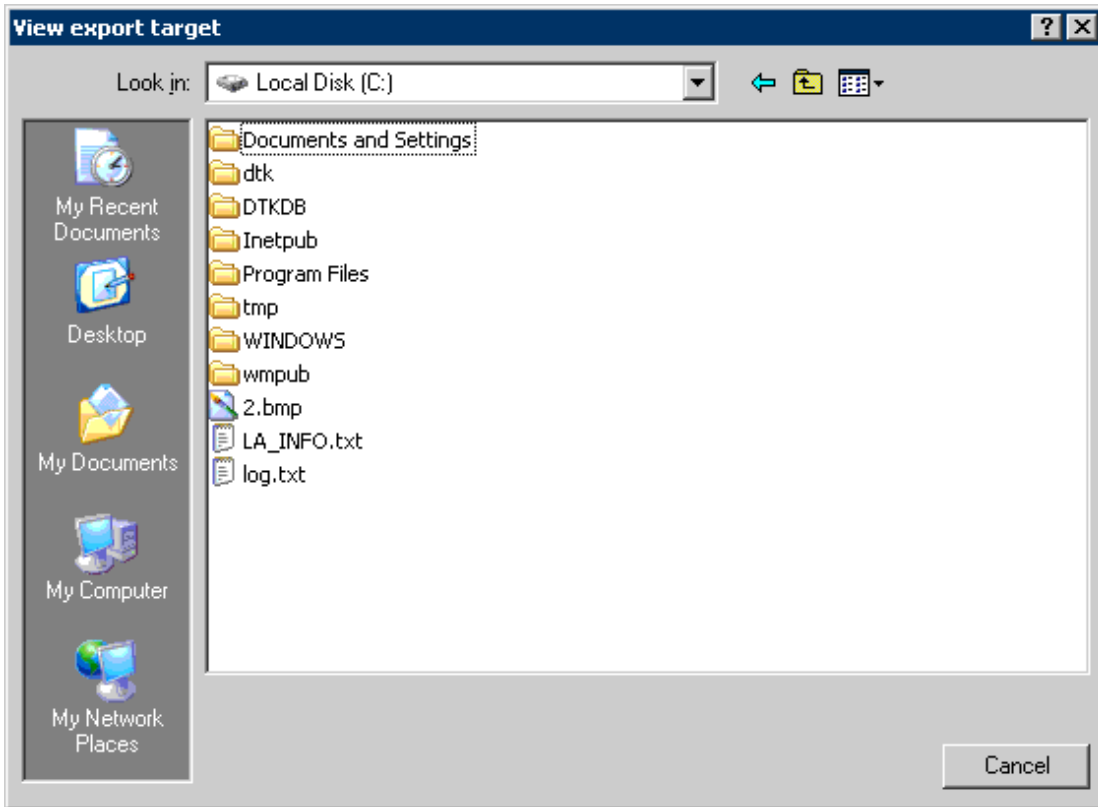 View export target
Look in:
Local Disk (C:)
My Recent
Documents
Desktop
My Documents
My Computer
My Network
Places
Documents and Settings
dtk
DTKDB
Inetpub
Program Files
tmp
WINDOWS
wmpub
2.bmp
LA_INFO.txt
log.txt
Cancel